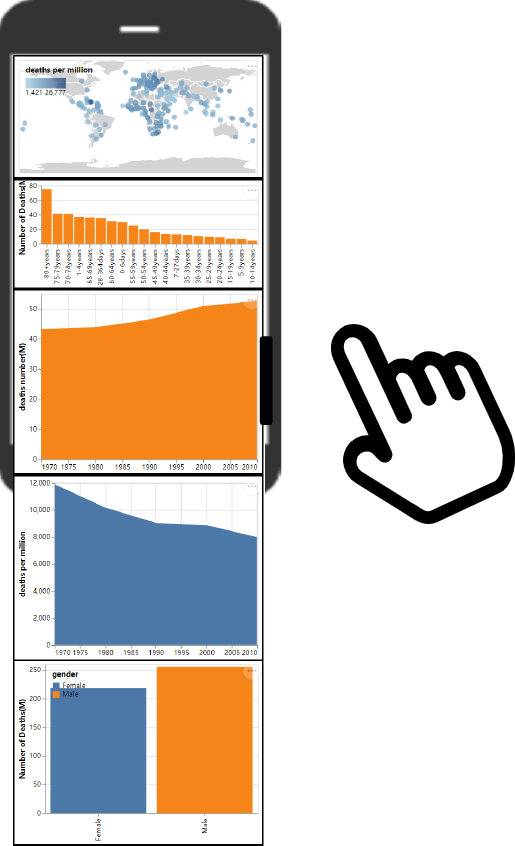 deaths per million
1,421 26,777
Number of Deaths(M
80
60
40
20
0
80+years
75-79years
70-74years
1-4years
65-69years
28-364days
60-64years
0-6days
55-59years
50-54years
45-49years
40-44years
7-27days
35-39years
30-34years
25-29years
20-24years
15-19years
5-9years
10-14years
deaths number(M)
50
40
30
20
10
0
1970 1975 1980 1985 1990 1995 2000 2005 2010
deaths per million
12,000
10,000
8,000
6,000
4,000
2,000
0
1970 1975 1980 1985 1990 1995 2000 2005 2010
Number of Deaths(M)
250
200
150
100
50
0
gender
Female
Male
Female
Male